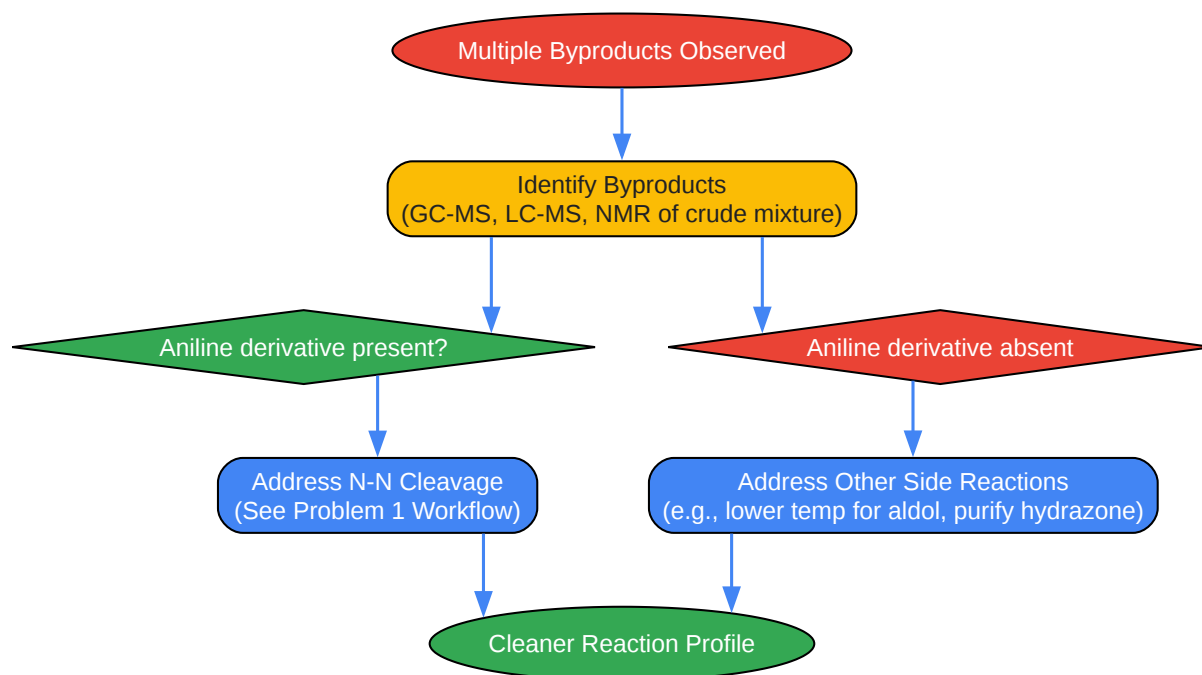 Multiple Byproducts Observed
Identify Byproducts
(GC-MS, LC-MS, NMR of crude mixture)
Aniline derivative present?
Aniline derivative absent
Address N-N Cleavage
(See Problem 1 Workflow)
Address Other Side Reactions
(e.g., lower temp for aldol, purify hydrazone)
Cleaner Reaction Profile